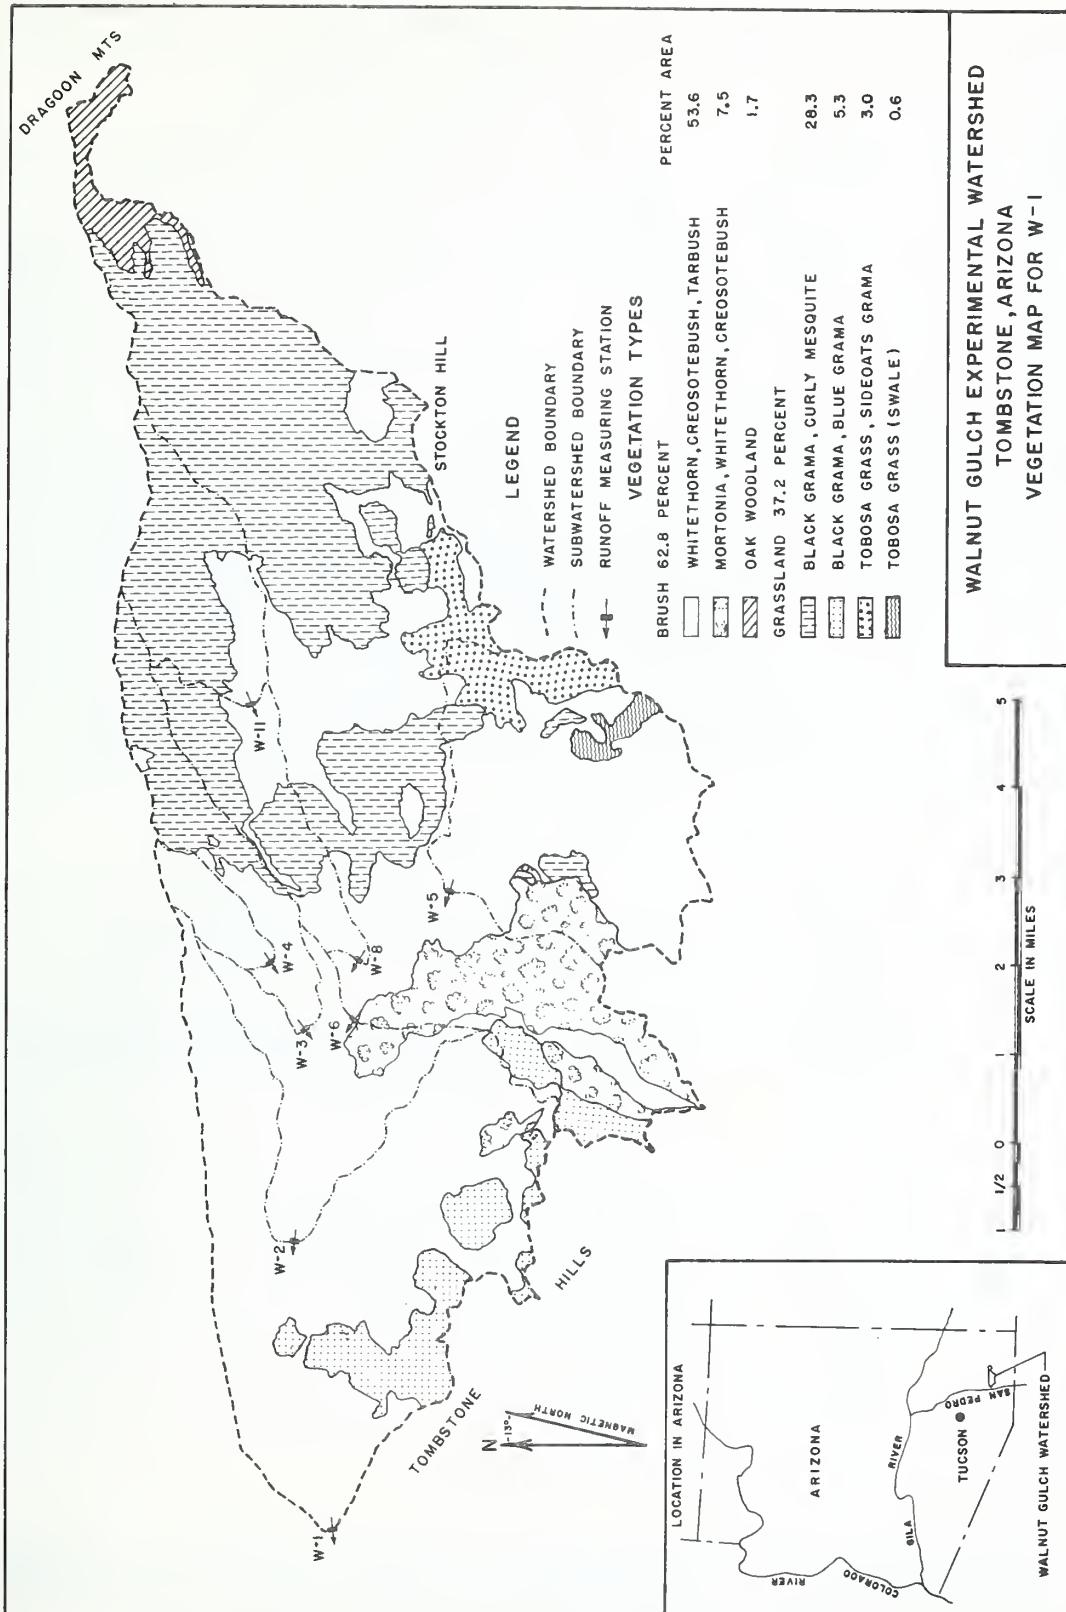 DRAGOON MTS
STOCKTON HILL
W-11
W-4
W-3
W-8
W-6
W-5
W-2
W-1
TOMBSTONE
HILLS
N
13°
MAGNETIC NORTH
LEGEND
WATERSHED BOUNDARY
SUBWATERSHED BOUNDARY
RUNOFF MEASURING STATION
VEGETATION TYPES
BRUSH 62.8 PERCENT PERCENT AREA
WHITETHORN, CREOSOTEBUSH, TARBUSH 53.6
MORTONIA, WHITETHORN, CREOSOTEBUSH 7.5
OAK WOODLAND 1.7
GRASSLAND 37.2 PERCENT
BLACK GRAMA, CURLY MESQUITE 28.3
BLACK GRAMA, BLUE GRAMA 5.3
TOBOSA GRASS, SIDEOATS GRAMA 3.0
TOBOSA GRASS (SWALE) 0.6
LOCATION IN ARIZONA
ARIZONA
COLORADO RIVER
GILA RIVER
TUCSON
SAN PEDRO
WALNUT GULCH WATERSHED
1 1/2 0 1 2 3 4 5
SCALE IN MILES
WALNUT GULCH EXPERIMENTAL WATERSHED
TOMBSTONE, ARIZONA
VEGETATION MAP FOR W-1